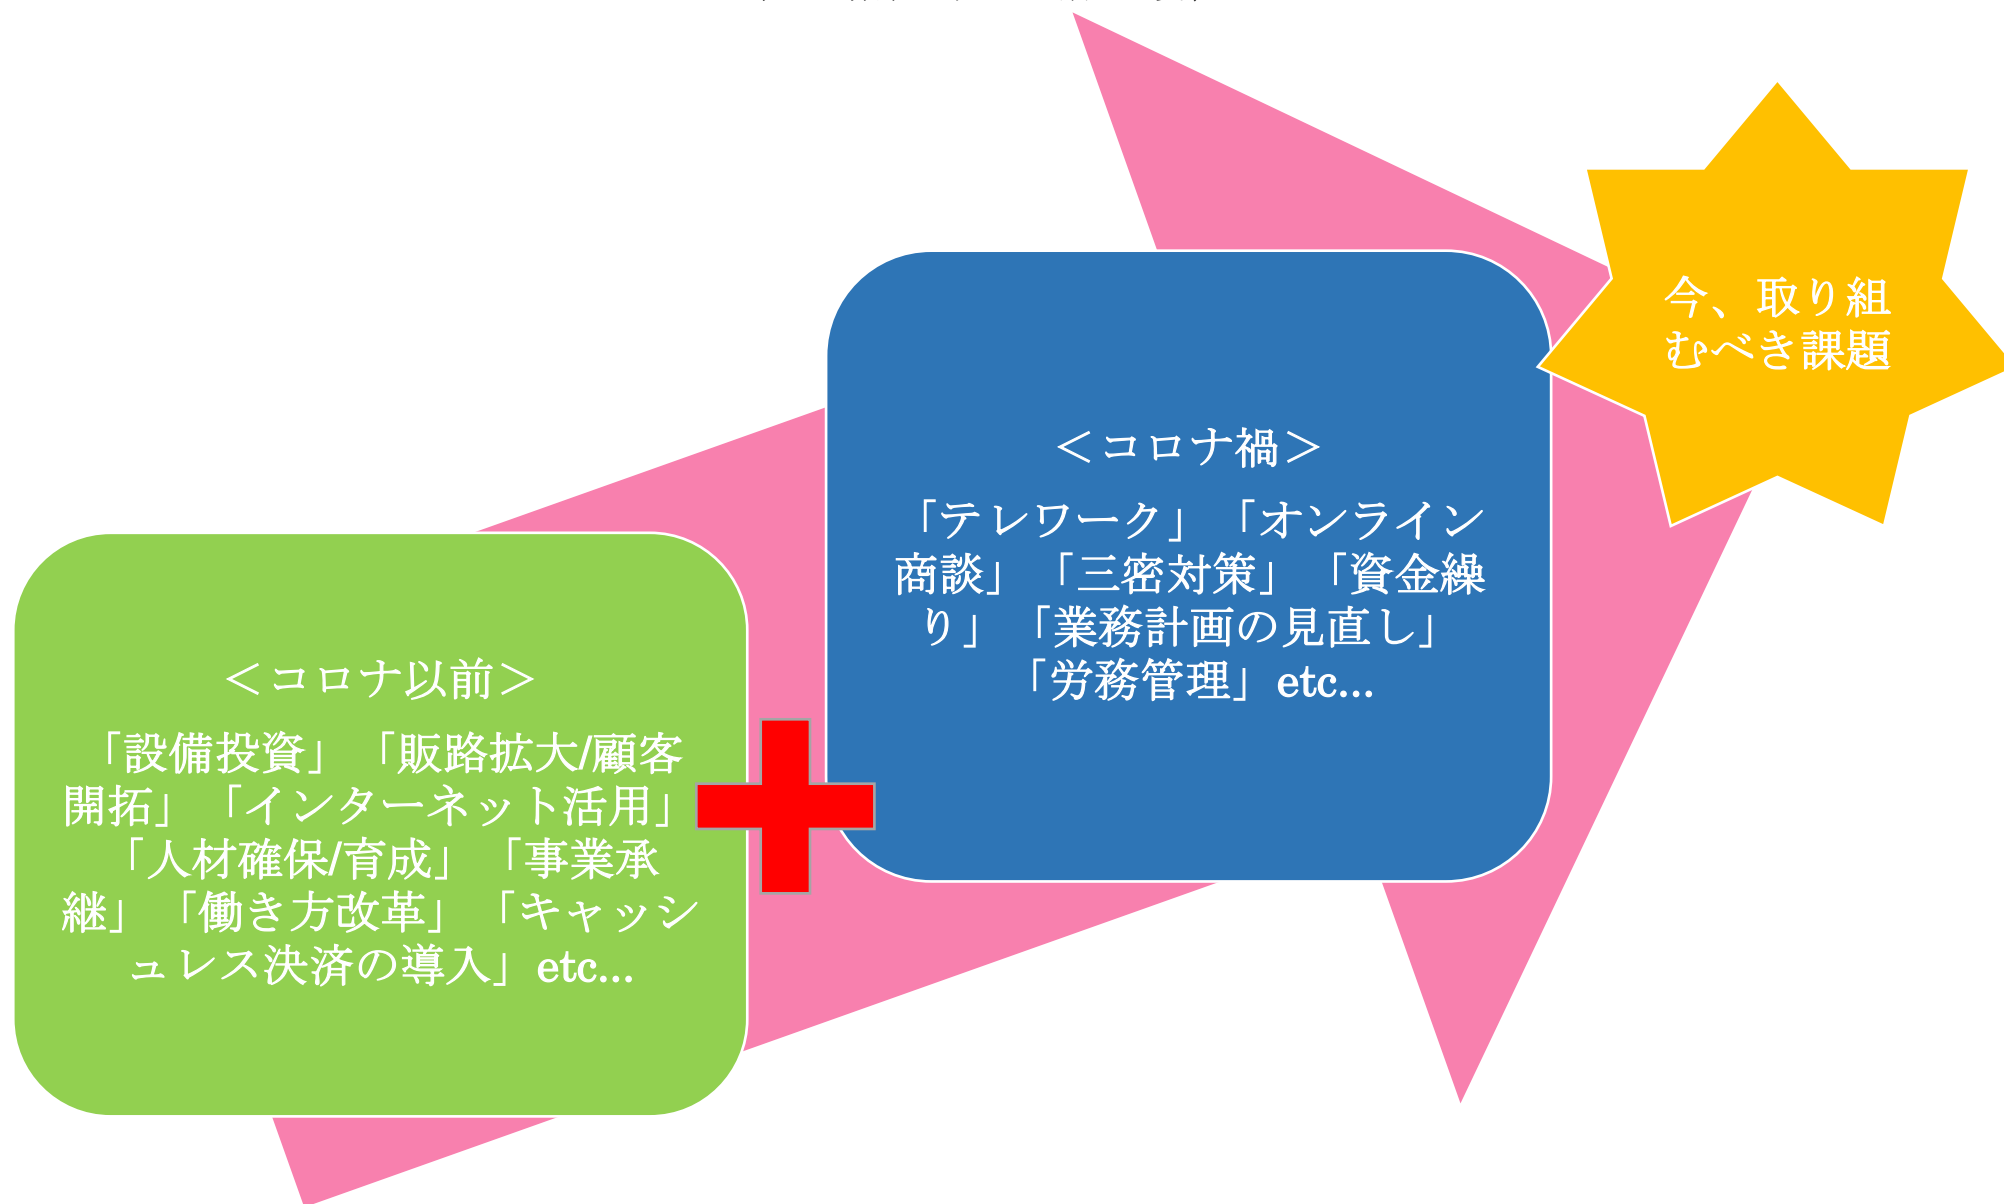 今、取り組
むべき課題
＜コロナ禍＞
「テレワーク」「オンライン
商談」「三密対策」「資金繰
り」「業務計画の見直し」
「労務管理」etc…
＜コロナ以前＞
「設備投資」「販路拡大/顧客
開拓」「インターネット活用」
「人材確保/育成」「事業承
継」「働き方改革」「キャッシ
ュレス決済の導入」etc…